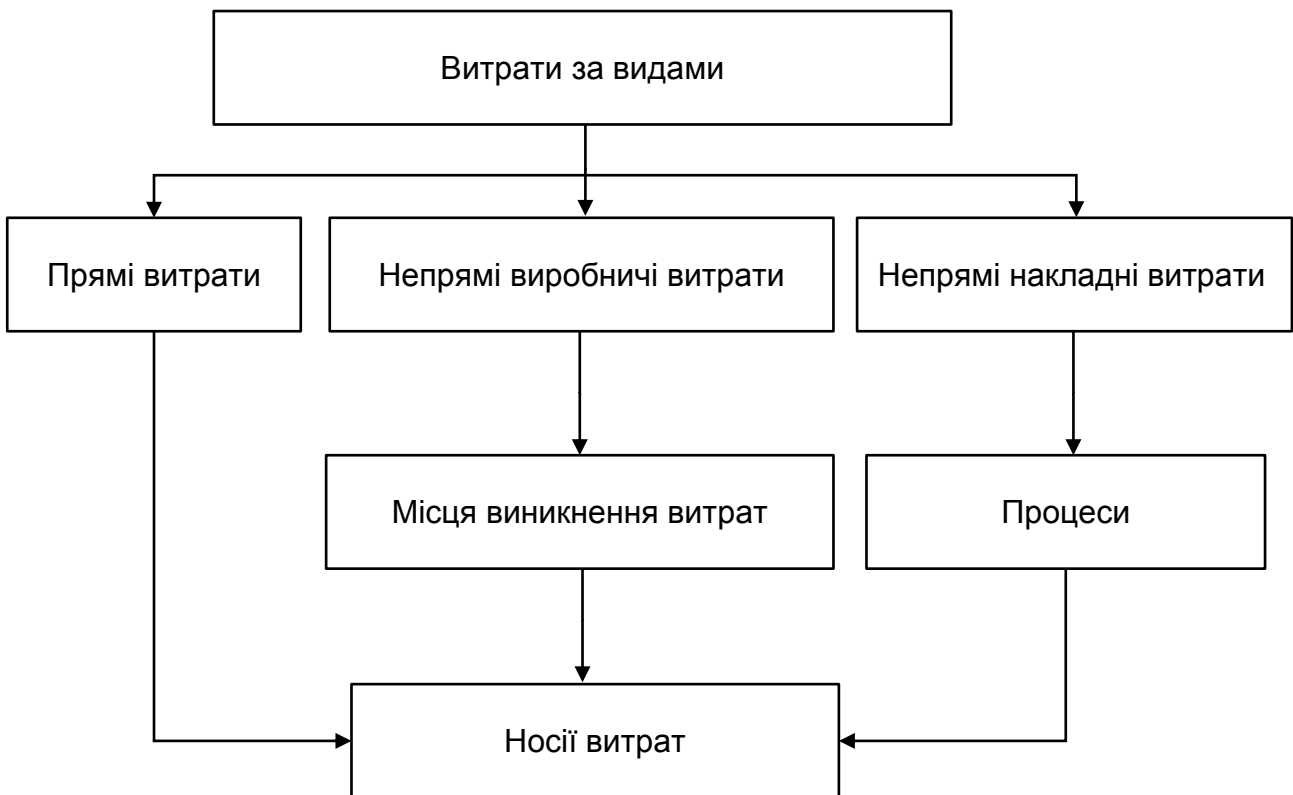 Витрати за видами
Прямі витрати
Непрямі виробничі витрати
Непрямі накладні витрати
Місця виникнення витрат
Процеси
Носії витрат